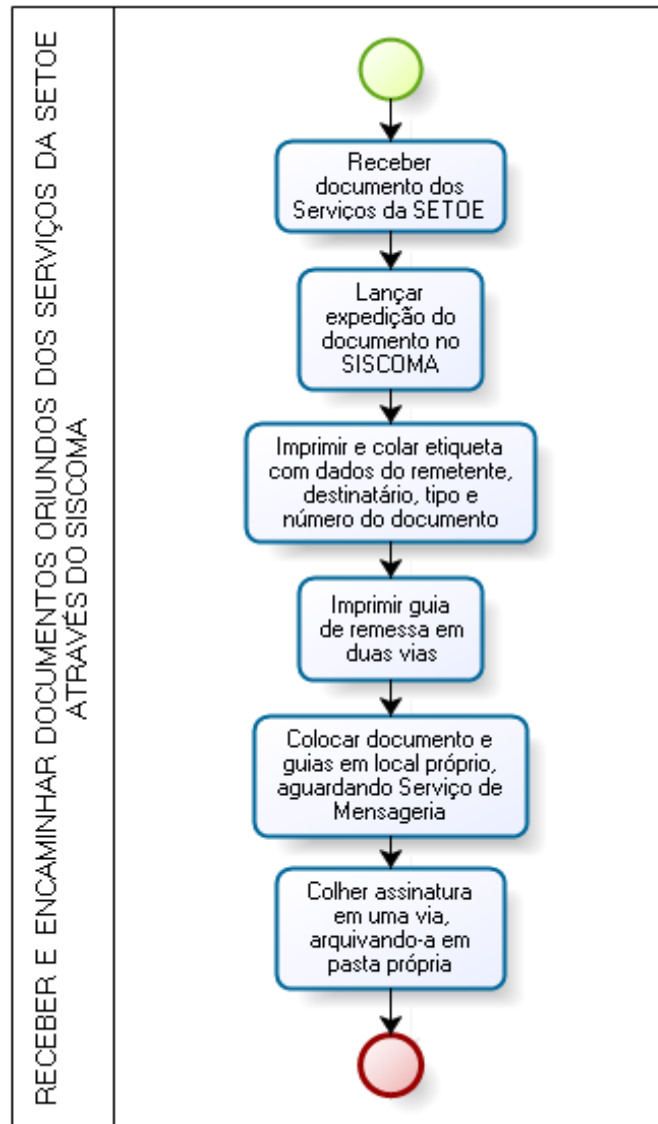 RECEBER E ENCAMINHAR DOCUMENTOS ORIUNDOS DOS SERVIÇOS DA SETOE
ATRAVÉS DO SISCOMA
Receber
documento dos
Serviços da SETOE
Lançar
expedição do
documento no
SISCOMA
Imprimir e colar etiqueta
com dados do remetente,
destinatário, tipo e
número do documento
Imprimir guia
de remessa em
duas vias
Colocar documento e
guias em local próprio,
aguardando Serviço de
Mensageria
Colher assinatura
em uma via,
arquivando-a em
pasta própria